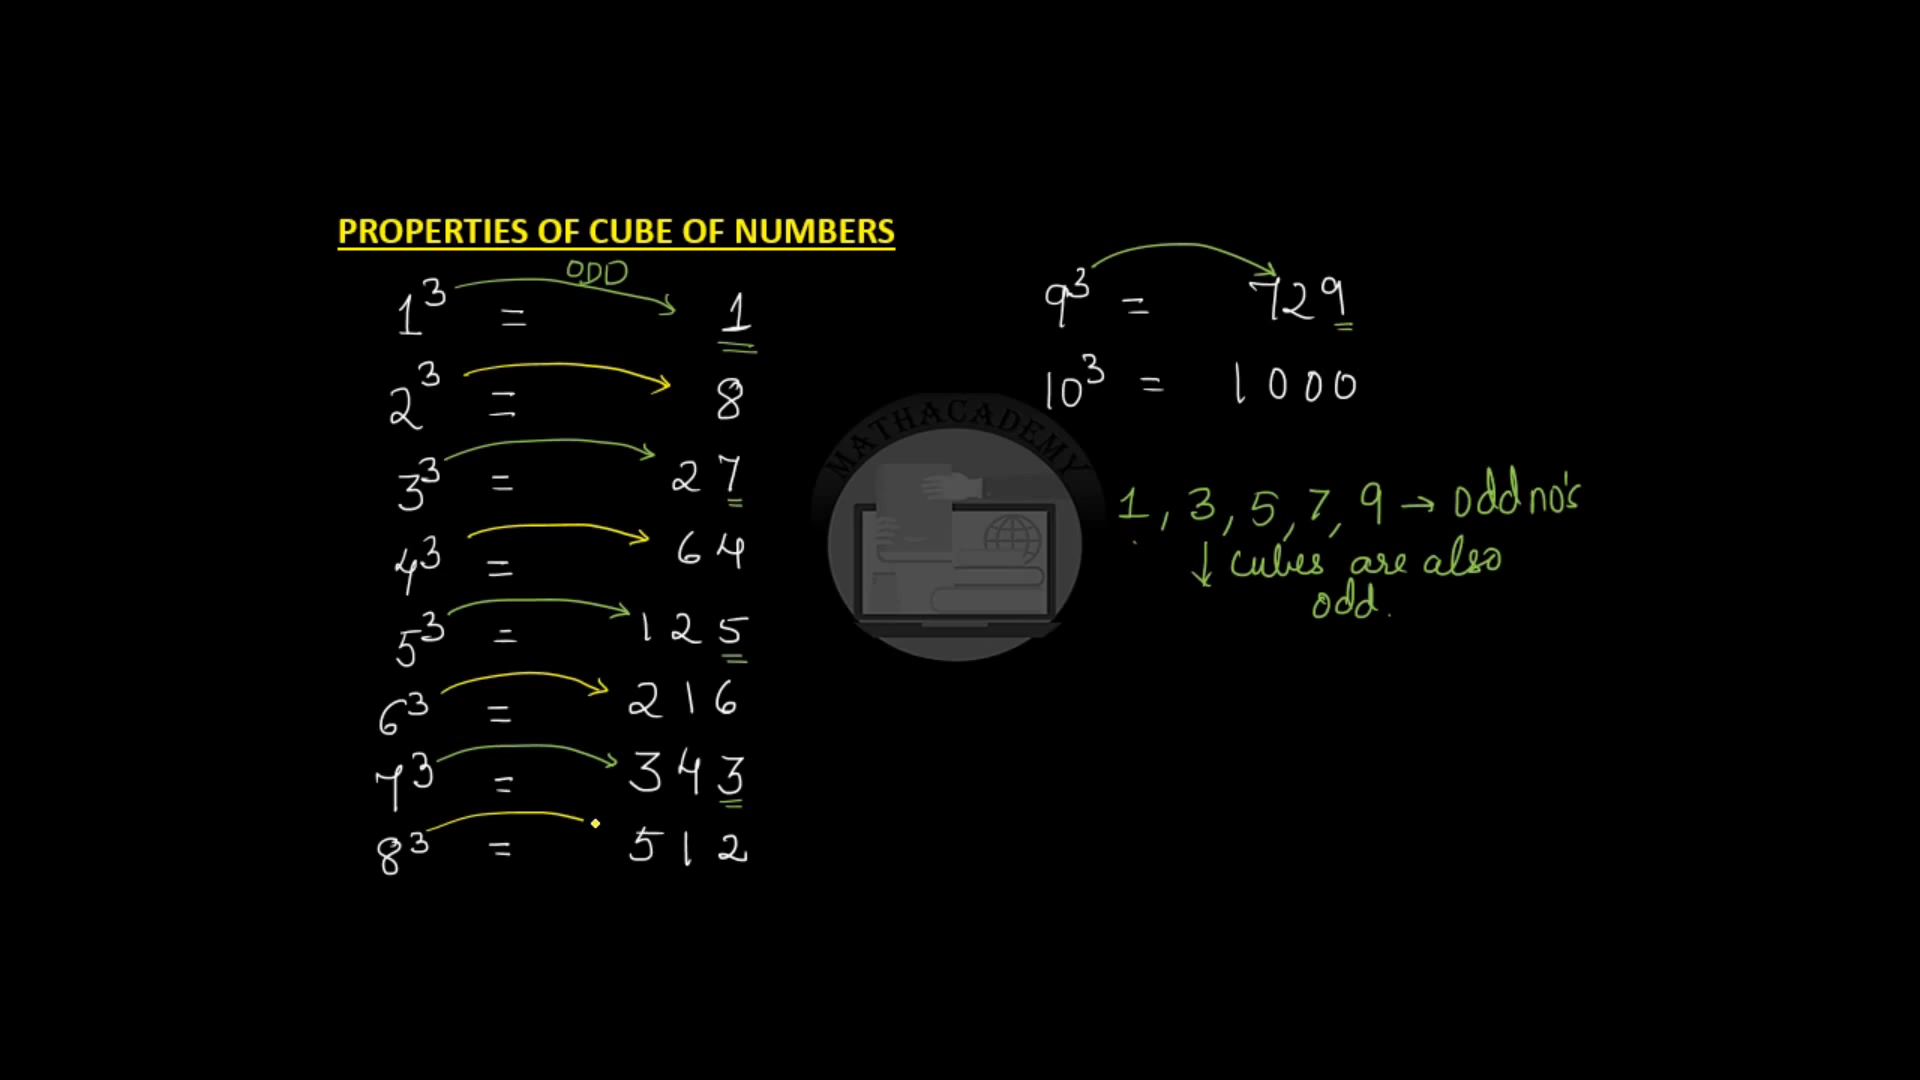 PROPERTIES OF CUBE OF NUMBERS
ODD
1³ = 1
2³ = 8
3³ = 27
4³ = 64
5³ = 125
6³ = 216
7³ = 343
8³ = 512
9³ = 729
10³ = 1000
MATHACADEMY
1, 3, 5, 7, 9 → odd no's
↓ cubes are also
odd.